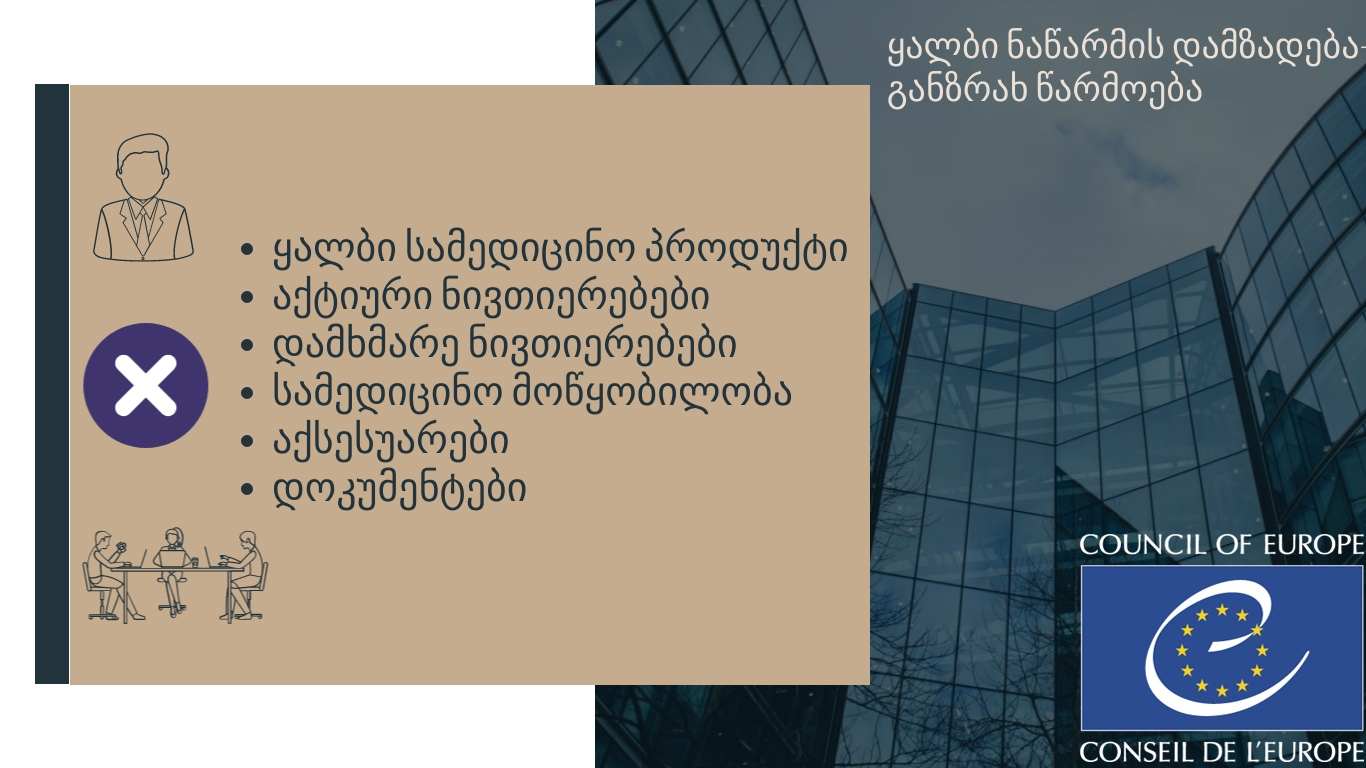 ყალბი ნაწარმის დამზადება-
განზრახ წარმოება
• ყალბი სამედიცინო პროდუქტი
• აქტიური ნივთიერებები
• დამხმარე ნივთიერებები
• სამედიცინო მოწყობილობა
• აქსესუარები
• დოკუმენტები
COUNCIL OF EUROPE
CONSEIL DE L'EUROPE